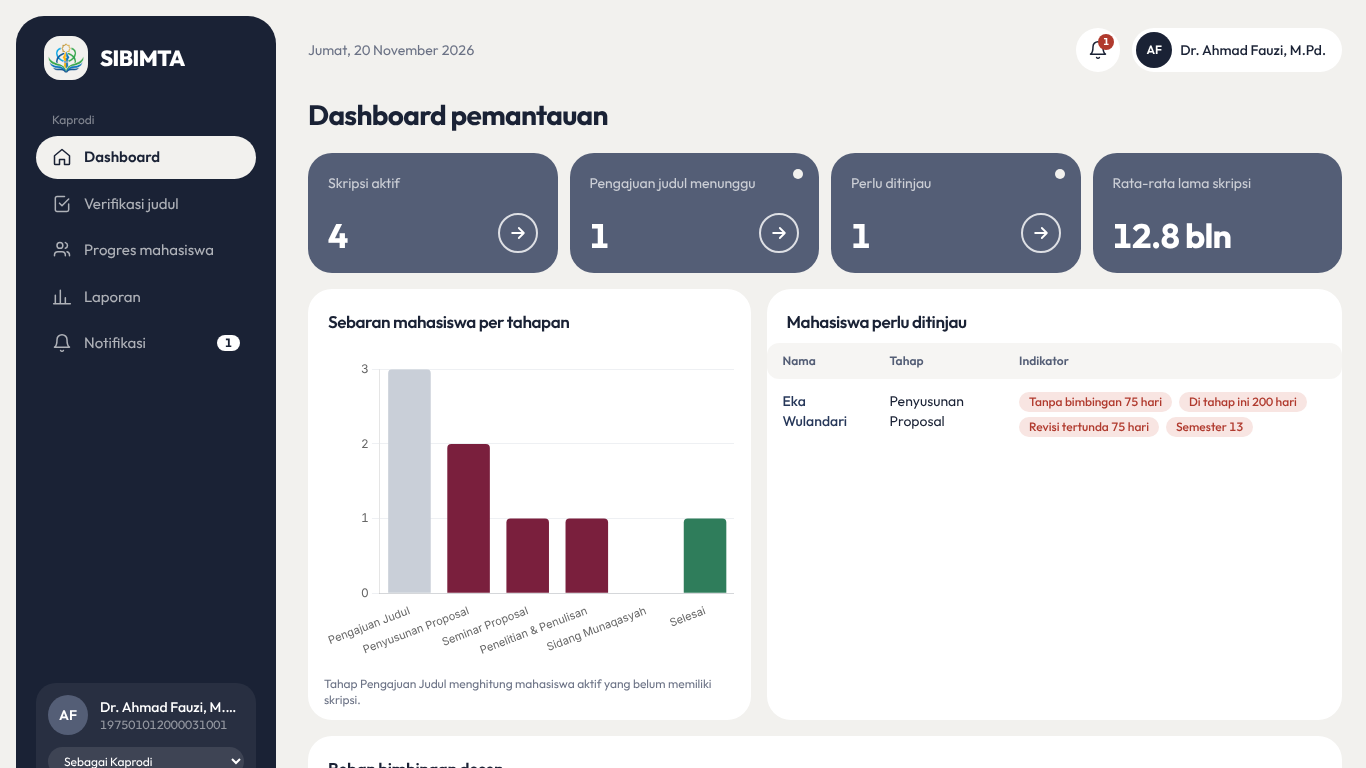 SIBIMTA
Kaprodi
Dashboard
Verifikasi judul
Progres mahasiswa
Laporan
Notifikasi 1
AF Dr. Ahmad Fauzi, M....
197501012000031001
Sebagai Kaprodi
Jumat, 20 November 2026
1
AF Dr. Ahmad Fauzi, M.Pd.
Dashboard pemantauan
Skripsi aktif
4
Pengajuan judul menunggu
1
Perlu ditinjau
1
Rata-rata lama skripsi
12.8 bln
Sebaran mahasiswa per tahapan
3
2
1
0
Pengajuan Judul
Penyusunan Proposal
Seminar Proposal
Penelitian & Penulisan
Sidang Munaqasyah
Selesai
Tahap Pengajuan Judul menghitung mahasiswa aktif yang belum memiliki
skripsi.
Mahasiswa perlu ditinjau
Nama Tahap Indikator
Eka Penyusunan Tanpa bimbingan 75 hari Di tahap ini 200 hari
Wulandari Proposal Revisi tertunda 75 hari Semester 13
Beban bimbingan dosen